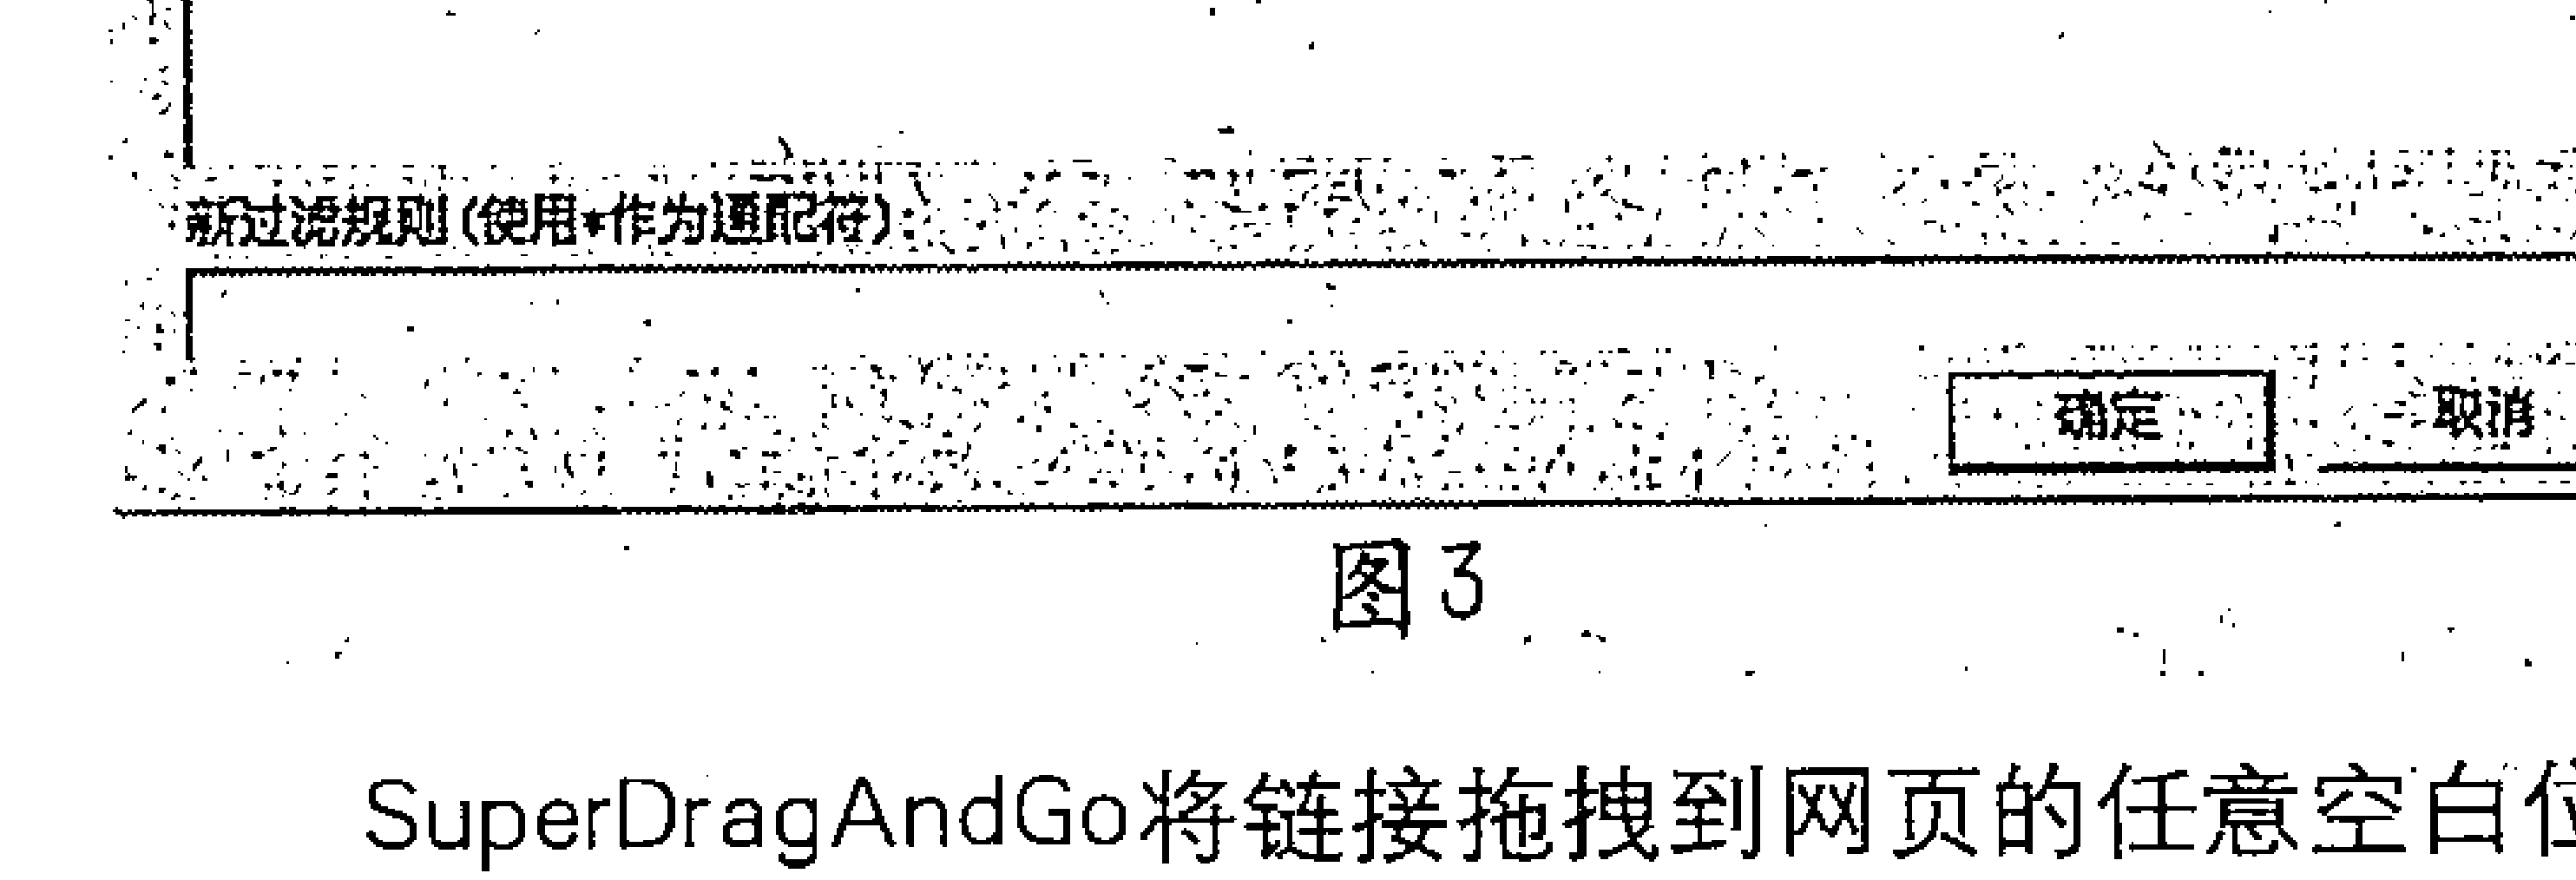 新过滤规则(使用*作为通配符):
确定 取消
图3
SuperDragAndGo将链接拖拽到网页的任意空白位